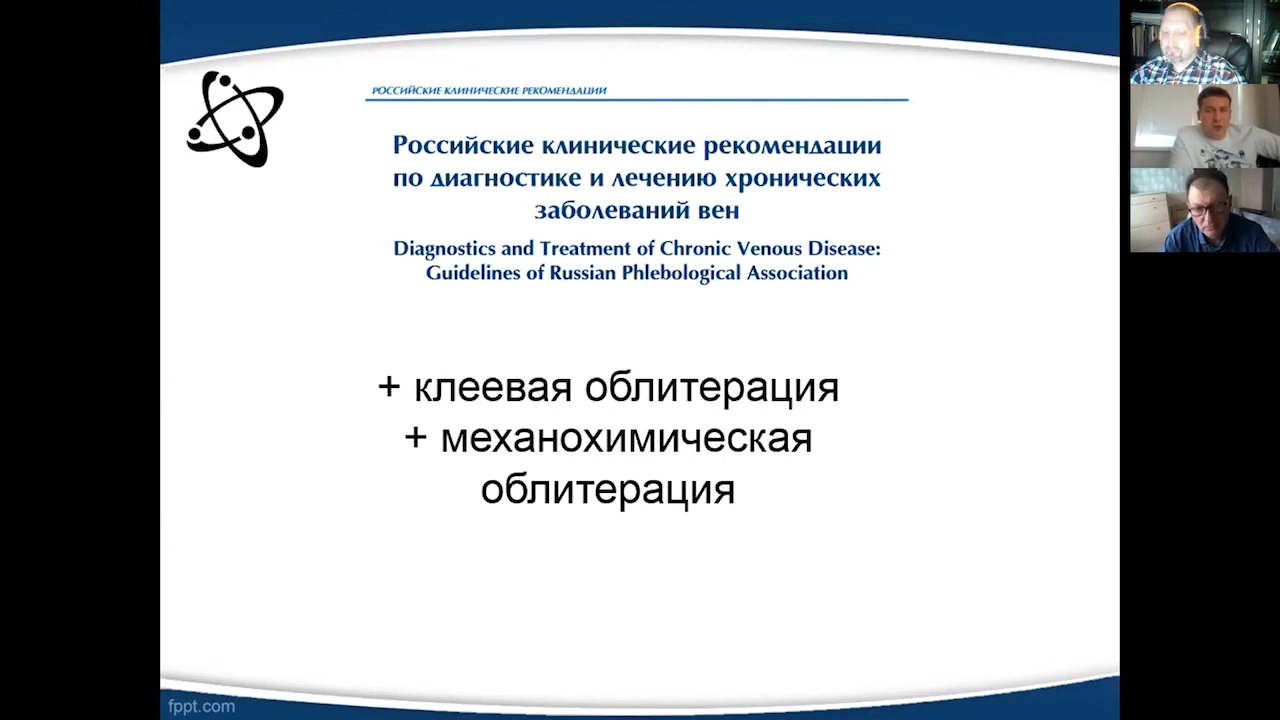 РОССИЙСКИЕ КЛИНИЧЕСКИЕ РЕКОМЕНДАЦИИ
Российские клинические рекомендации
по диагностике и лечению хронических
заболеваний вен
Diagnostics and Treatment of Chronic Venous Disease:
Guidelines of Russian Phlebological Association
+ клеевая облитерация
+ механохимическая
облитерация
fppt.com